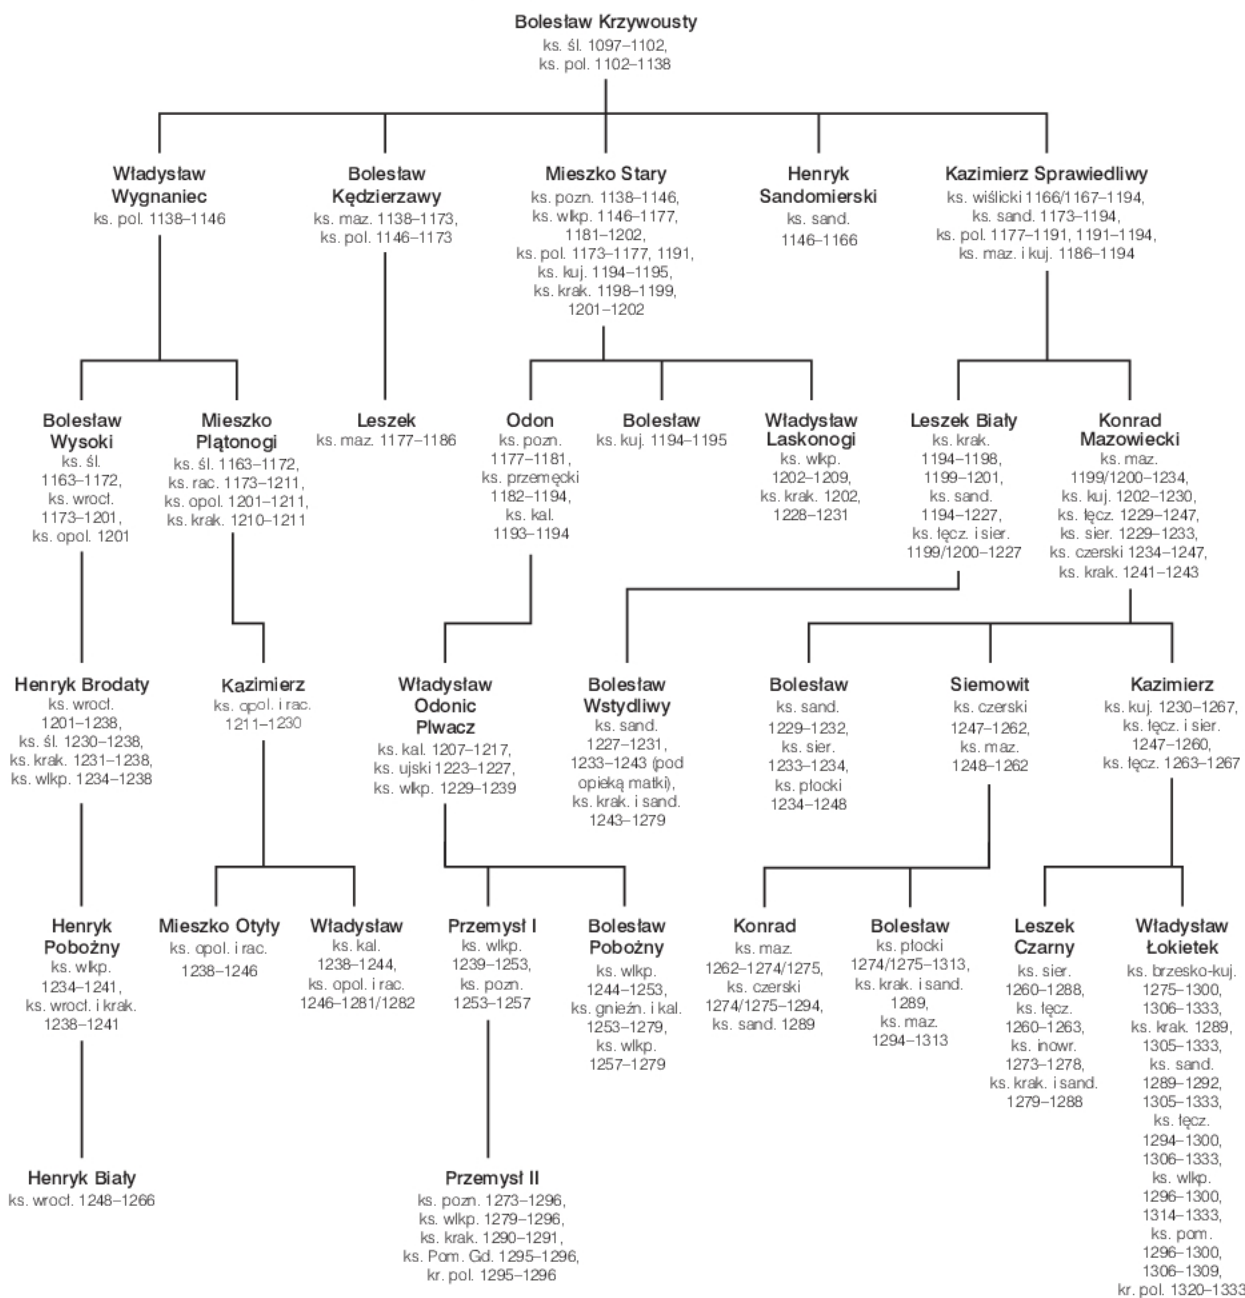 Bolesław Krzywousty
ks. śl. 1097–1102,
ks. pol. 1102–1138
Władysław
Wygnaniec
ks. pol. 1138–1146
Bolesław
Kędzierzawy
ks. maz. 1138–1173,
ks. pol. 1146–1173
Mieszko Stary
ks. pozn. 1138–1146,
ks. wlkp. 1146–1177,
1181–1202,
ks. pol. 1173–1177, 1191,
ks. kuj. 1194–1195,
ks. krak. 1198–1199,
1201–1202
Henryk
Sandomierski
ks. sand.
1146–1166
Kazimierz Sprawiedliwy
ks. wiślicki 1166/1167–1194,
ks. sand. 1173–1194,
ks. pol. 1177–1191, 1191–1194,
ks. maz. i kuj. 1186–1194
Bolesław
Wysoki
ks. śl.
1163–1172,
ks. wrocł.
1173–1201,
ks. opol. 1201
Mieszko
Plątonogi
ks. śl. 1163–1172,
ks. rac. 1173–1211,
ks. opol. 1201–1211,
ks. krak. 1210–1211
Leszek
ks. maz. 1177–1186
Odon
ks. pozn.
1177–1181,
ks. przemęcki
1182–1194,
ks. kal.
1193–1194
Bolesław
ks. kuj. 1194–1195
Władysław
Laskonogi
ks. wlkp.
1202–1209,
ks. krak. 1202,
1228–1231
Leszek Biały
ks. krak.
1194–1198,
1199–1201,
ks. sand.
1194–1227,
ks. łęcz. i sier.
1199/1200–1227
Konrad
Mazowiecki
ks. maz.
1199/1200–1234,
ks. kuj. 1202–1230,
ks. łęcz. 1229–1247,
ks. sier. 1229–1233,
ks. czerski 1234–1247,
ks. krak. 1241–1243
Henryk Brodaty
ks. wrocł.
1201–1238,
ks. śl. 1230–1238,
ks. krak. 1231–1238,
ks. wlkp. 1234–1238
Kazimierz
ks. opol. i rac.
1211–1230
Władysław
Odonic
Plwacz
ks. kal. 1207–1217,
ks. ujski 1223–1227,
ks. wlkp. 1229–1239
Bolesław
Wstydliwy
ks. sand.
1227–1231,
1233–1243 (pod
opieką matki),
ks. krak. i sand.
1243–1279
Bolesław
ks. sand.
1229–1232,
ks. sier.
1233–1234,
ks. płocki
1234–1248
Siemowit
ks. czerski
1247–1262,
ks. maz.
1248–1262
Kazimierz
ks. kuj. 1230–1267,
ks. łęcz. i sier.
1247–1260,
ks. łęcz. 1263–1267
Henryk
Pobożny
ks. wlkp.
1234–1241,
ks. wrocł. i krak.
1238–1241
Mieszko Otyły
ks. opol. i rac.
1238–1246
Władysław
ks. kal.
1238–1244,
ks. opol. i rac.
1246–1281/1282
Przemysł I
ks. wlkp.
1239–1253,
ks. pozn.
1253–1257
Bolesław
Pobożny
ks. wlkp.
1244–1253,
ks. gnieźn. i kal.
1253–1279,
ks. wlkp.
1257–1279
Konrad
ks. maz.
1262–1274/1275,
ks. czerski
1274/1275–1294,
ks. sand. 1289
Bolesław
ks. płocki
1274/1275–1313,
ks. krak. i sand.
1289,
ks. maz.
1294–1313
Leszek
Czarny
ks. sier.
1260–1288,
ks. łęcz.
1260–1263,
ks. inowr.
1273–1278,
ks. krak. i sand.
1279–1288
Władysław
Łokietek
ks. brzesko-kuj.
1275–1300,
1306–1333,
ks. krak. 1289,
1305–1333,
ks. sand.
1289–1292,
1305–1333,
ks. łęcz.
1294–1300,
1306–1333,
ks. wlkp.
1296–1300,
1314–1333,
ks. pom.
1296–1300,
1306–1309,
kr. pol. 1320–1333
Henryk Biały
ks. wrocł. 1248–1266
Przemysł II
ks. pozn. 1273–1296,
ks. wlkp. 1279–1296,
ks. krak. 1290–1291,
ks. Pom. Gd. 1295–1296,
kr. pol. 1295–1296